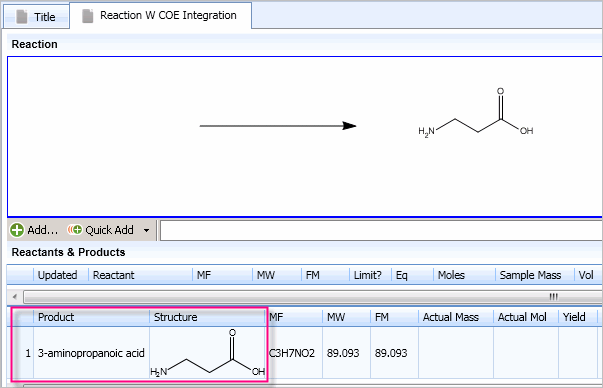 Title Reaction W COE Integration
Reaction
O
H2N OH
Add... Quick Add
Reactants & Products
Updated Reactant MF MW FM Limit? Eq Moles Sample Mass Vol
Product Structure MF MW FM Actual Mass Actual Mol Yield
O
1 3-aminopropanoic acid C3H7NO2 89.093 89.093
H2N OH